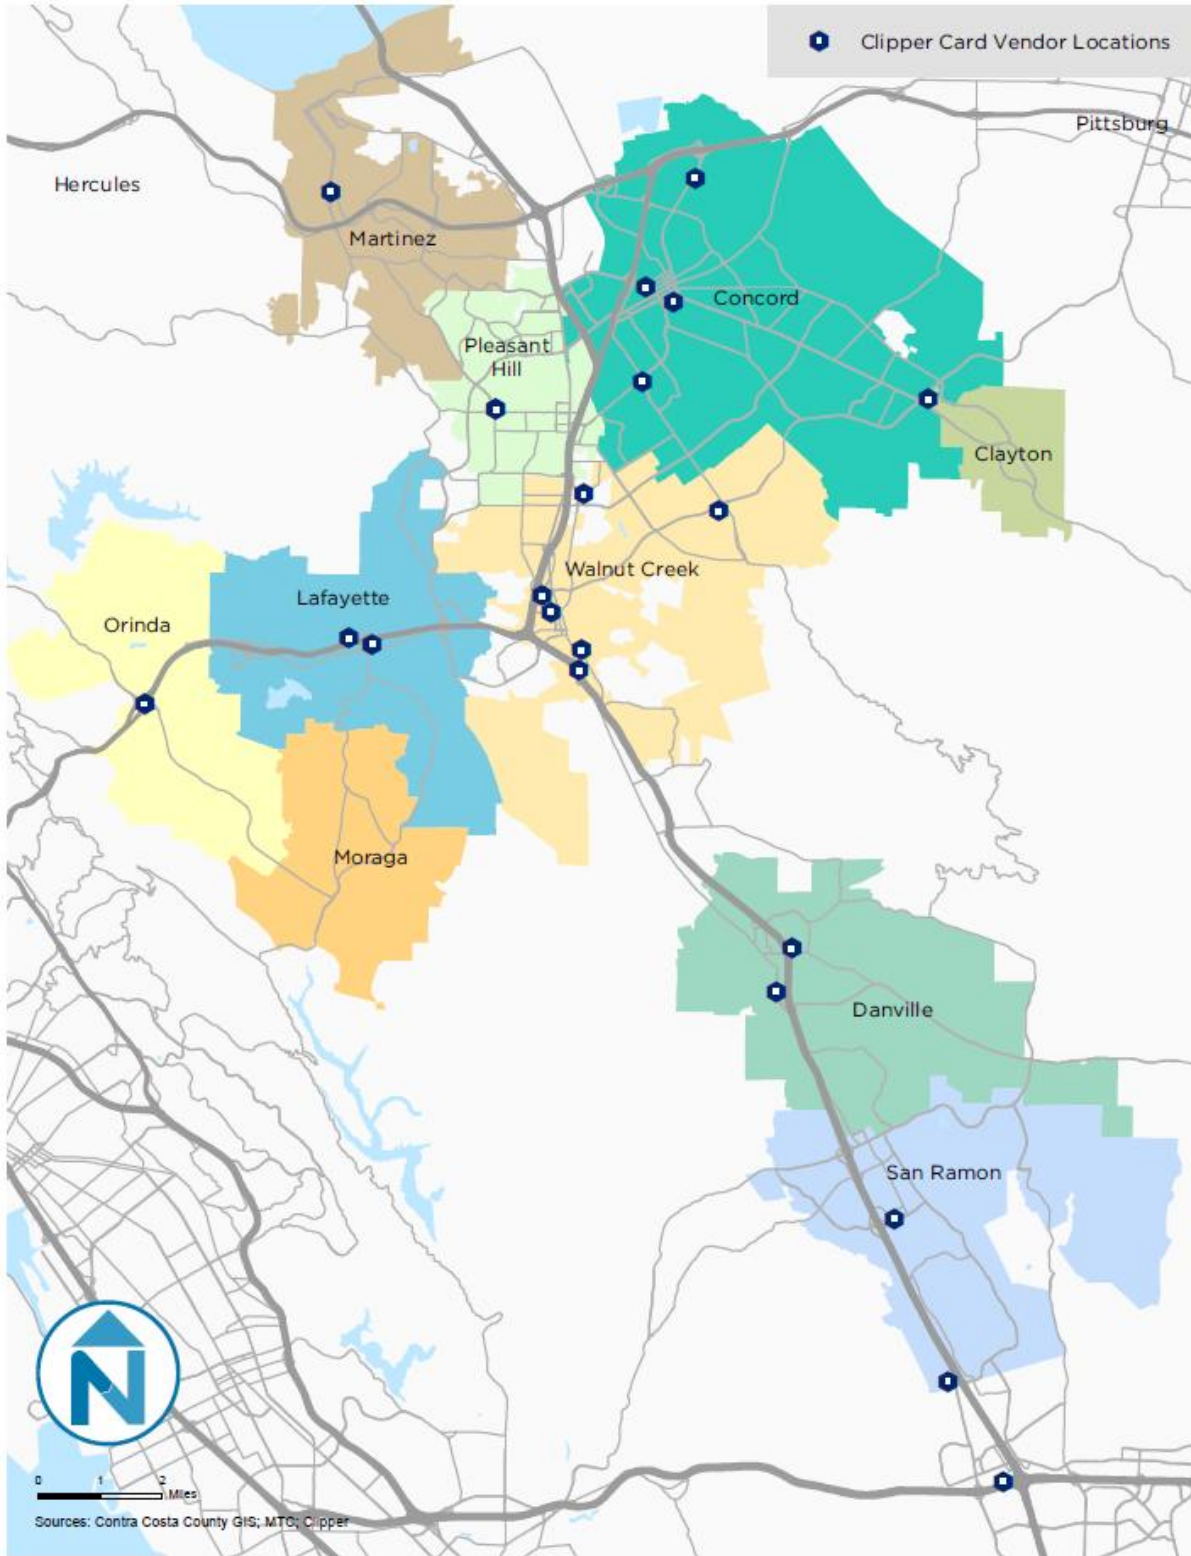 Clipper Card Vendor Locations
Pittsburg
Hercules
Martinez
Concord
Pleasant
Hill
Clayton
Walnut Creek
Lafayette
Orinda
Moraga
Danville
San Ramon
N
0 1 2
Miles
Sources: Contra Costa County GIS; MTC; Clipper